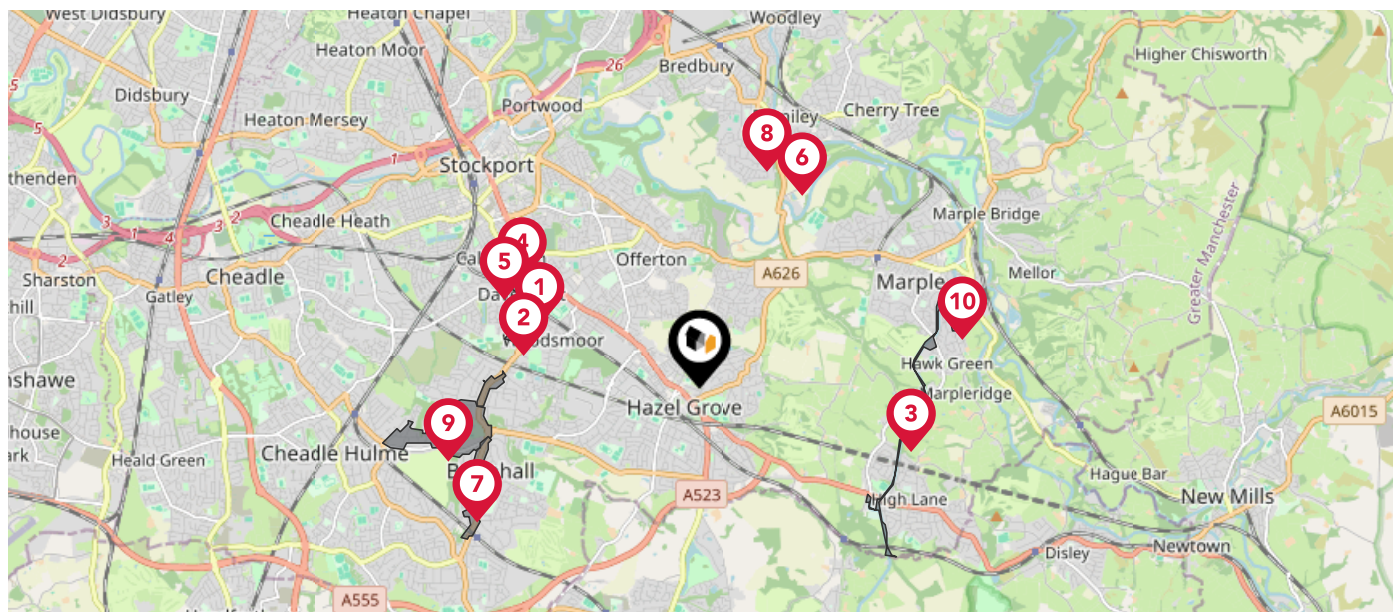 West Didsbury
Heaton Chapel
Woodley
Heaton Moor
Higher Chisworth
26
Bredbury
Didsbury
Portwood
Cherry Tree
Heaton Mersey
5
8
1
6
Stockport
5
3
2
Cheadle Heath
3
1
4
Marple Bridge
Greater Manchester
2
4
5
Offerton
A626
Sharston
Cheadle
Mellor
Gatley
1
Marple
10
2
Hawk Green
Marpleridge
Hazel Grove
3
A6015
9
Heald Green
Cheadle Hulme
7
Hague Bar
A523
High Lane
New Mills
Newtown
Disley
A555